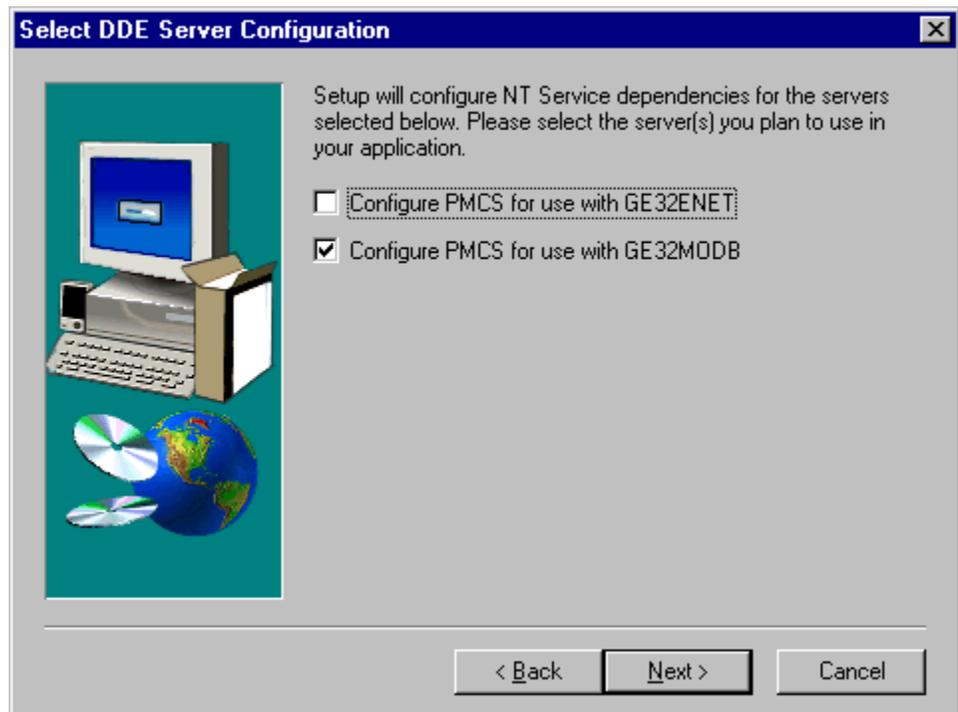 Select DDE Server Configuration
Setup will configure NT Service dependencies for the servers
selected below. Please select the server(s) you plan to use in
your application.
Configure PMCS for use with GE32ENET
Configure PMCS for use with GE32MODB
< Back
Next >
Cancel